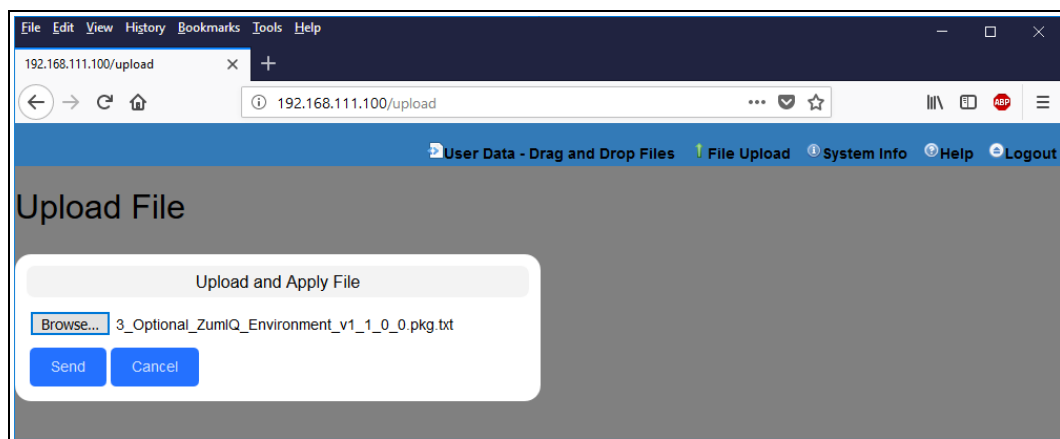 File Edit View History Bookmarks Tools Help
192.168.111.100/upload
192.168.111.100/upload
ABP
User Data - Drag and Drop Files File Upload System Info Help Logout
Upload File
Upload and Apply File
Browse... 3_Optional_ZumIQ_Environment_v1_1_0_0.pkg.txt
Send Cancel